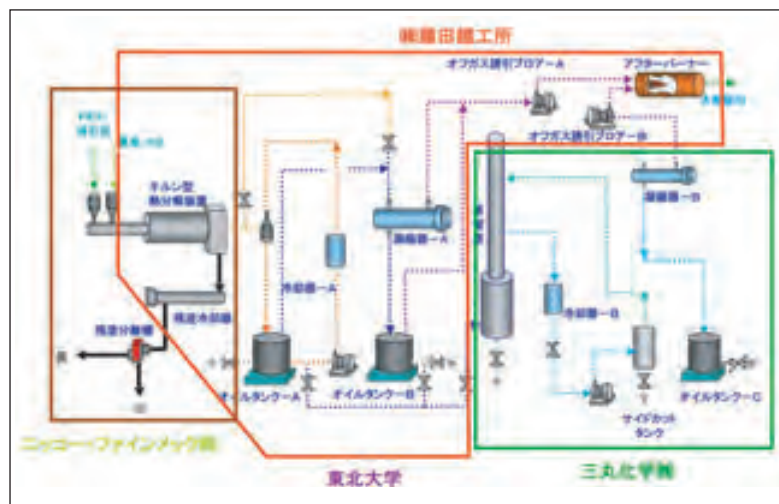 オフガス誘引ブロアーA
アフターバーナー
オフガス誘引ブロアーB
キルン型
熱分解装置
凝縮器-A
凝縮器-B
冷却器-A
冷却器-B
残渣冷却器
残渣分離機
オイルタンク-A
オイルタンク-B
サイドカット
タンク
オイルタンク-C
ニッコー・ファインメック㈱
東北大学
三丸化学㈱